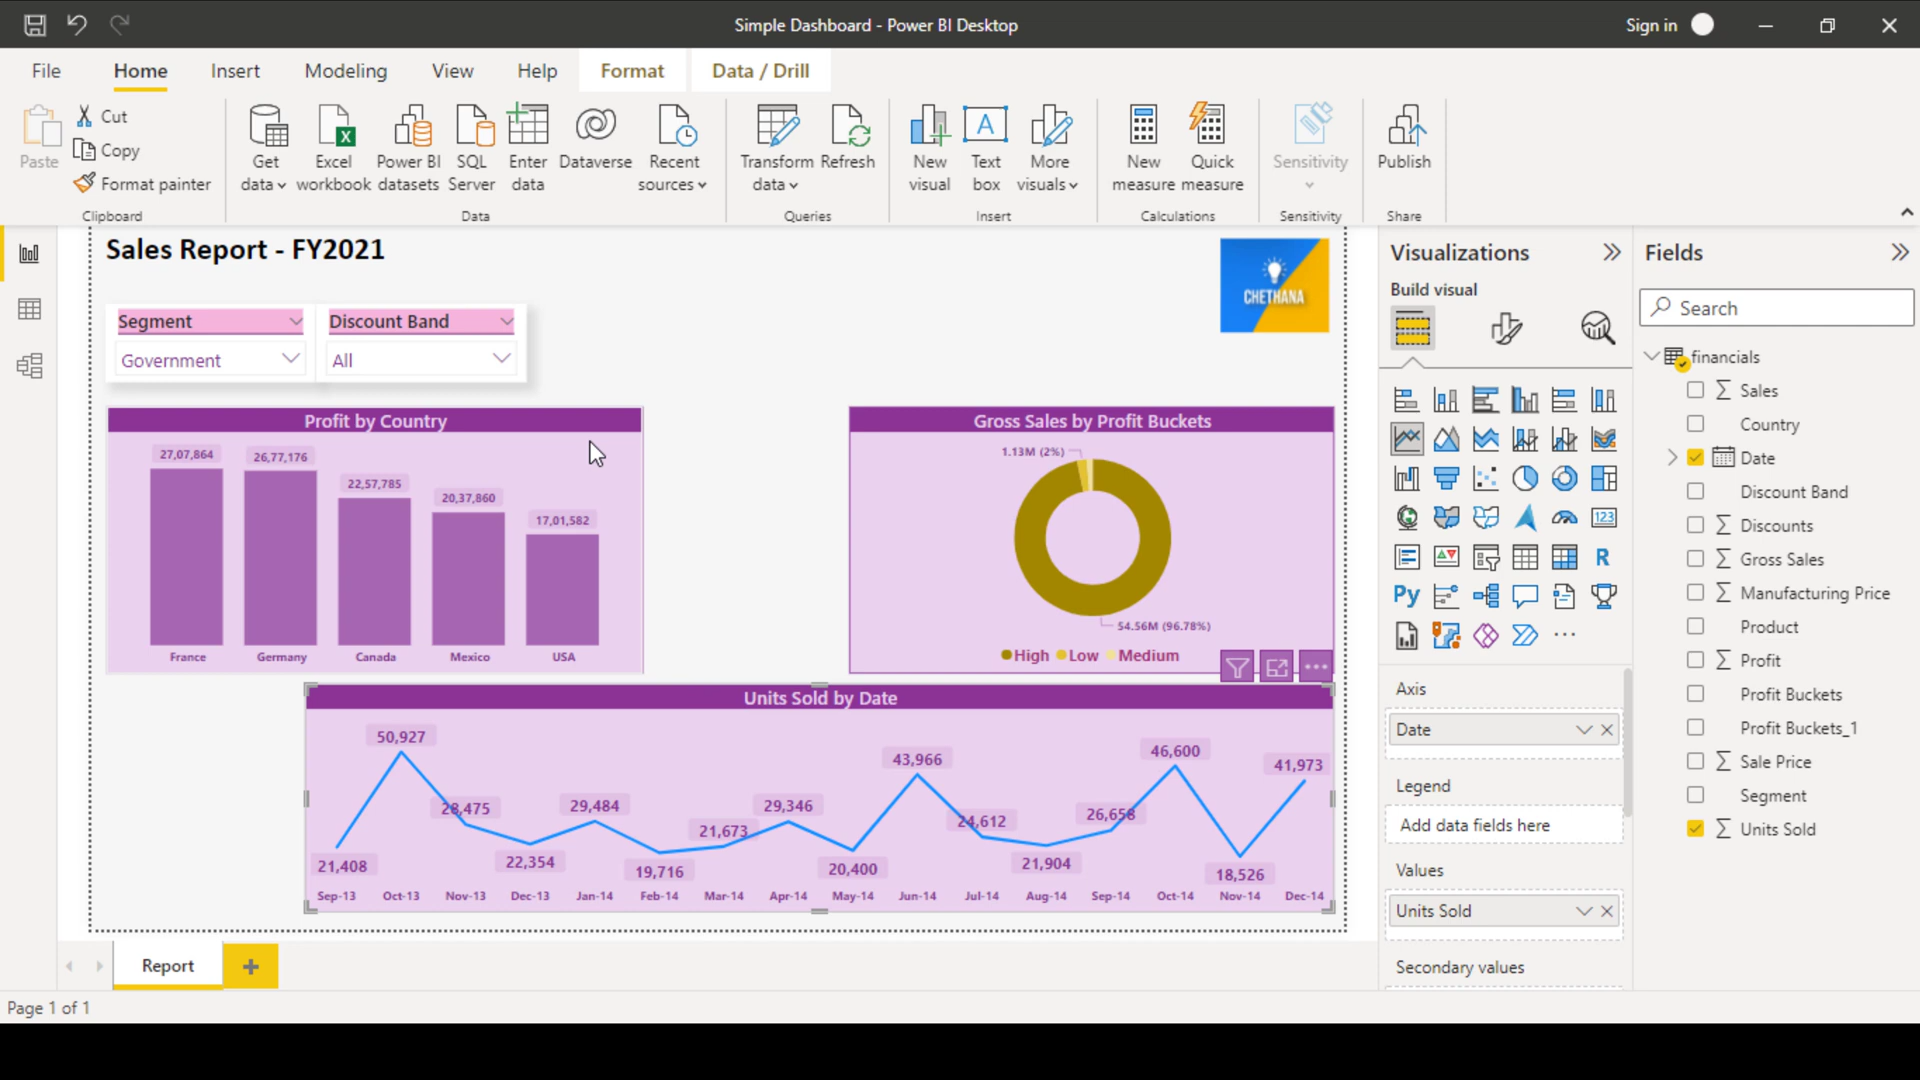 Simple Dashboard - Power BI Desktop
Sign in
File
Home
Insert
Modeling
View
Help
Format
Data / Drill
Paste
Cut
Copy
Format painter
Clipboard
Get data
Excel workbook
Power BI datasets
SQL Server
Enter data
Dataverse
Recent sources
Data
Transform data
Refresh
Queries
New visual
Text box
More visuals
Insert
New measure
Quick measure
Calculations
Sensitivity
Sensitivity
Publish
Share
Sales Report - FY2021
CHETHANA
Segment
Government
Discount Band
All
Profit by Country
27,07,864
26,77,176
22,57,785
20,37,860
17,01,582
France
Germany
Canada
Mexico
USA
Gross Sales by Profit Buckets
1.13M (2%)
54.56M (96.78%)
High
Low
Medium
Units Sold by Date
21,408
50,927
28,475
22,354
29,484
19,716
21,673
29,346
20,400
43,966
24,612
21,904
26,658
46,600
18,526
41,973
Sep-13
Oct-13
Nov-13
Dec-13
Jan-14
Feb-14
Mar-14
Apr-14
May-14
Jun-14
Jul-14
Aug-14
Sep-14
Oct-14
Nov-14
Dec-14
Report
Page 1 of 1
Visualizations
Build visual
123
R
Py
Axis
Date
Legend
Add data fields here
Values
Units Sold
Secondary values
Fields
Search
financials
Sales
Country
Date
Discount Band
Discounts
Gross Sales
Manufacturing Price
Product
Profit
Profit Buckets
Profit Buckets_1
Sale Price
Segment
Units Sold